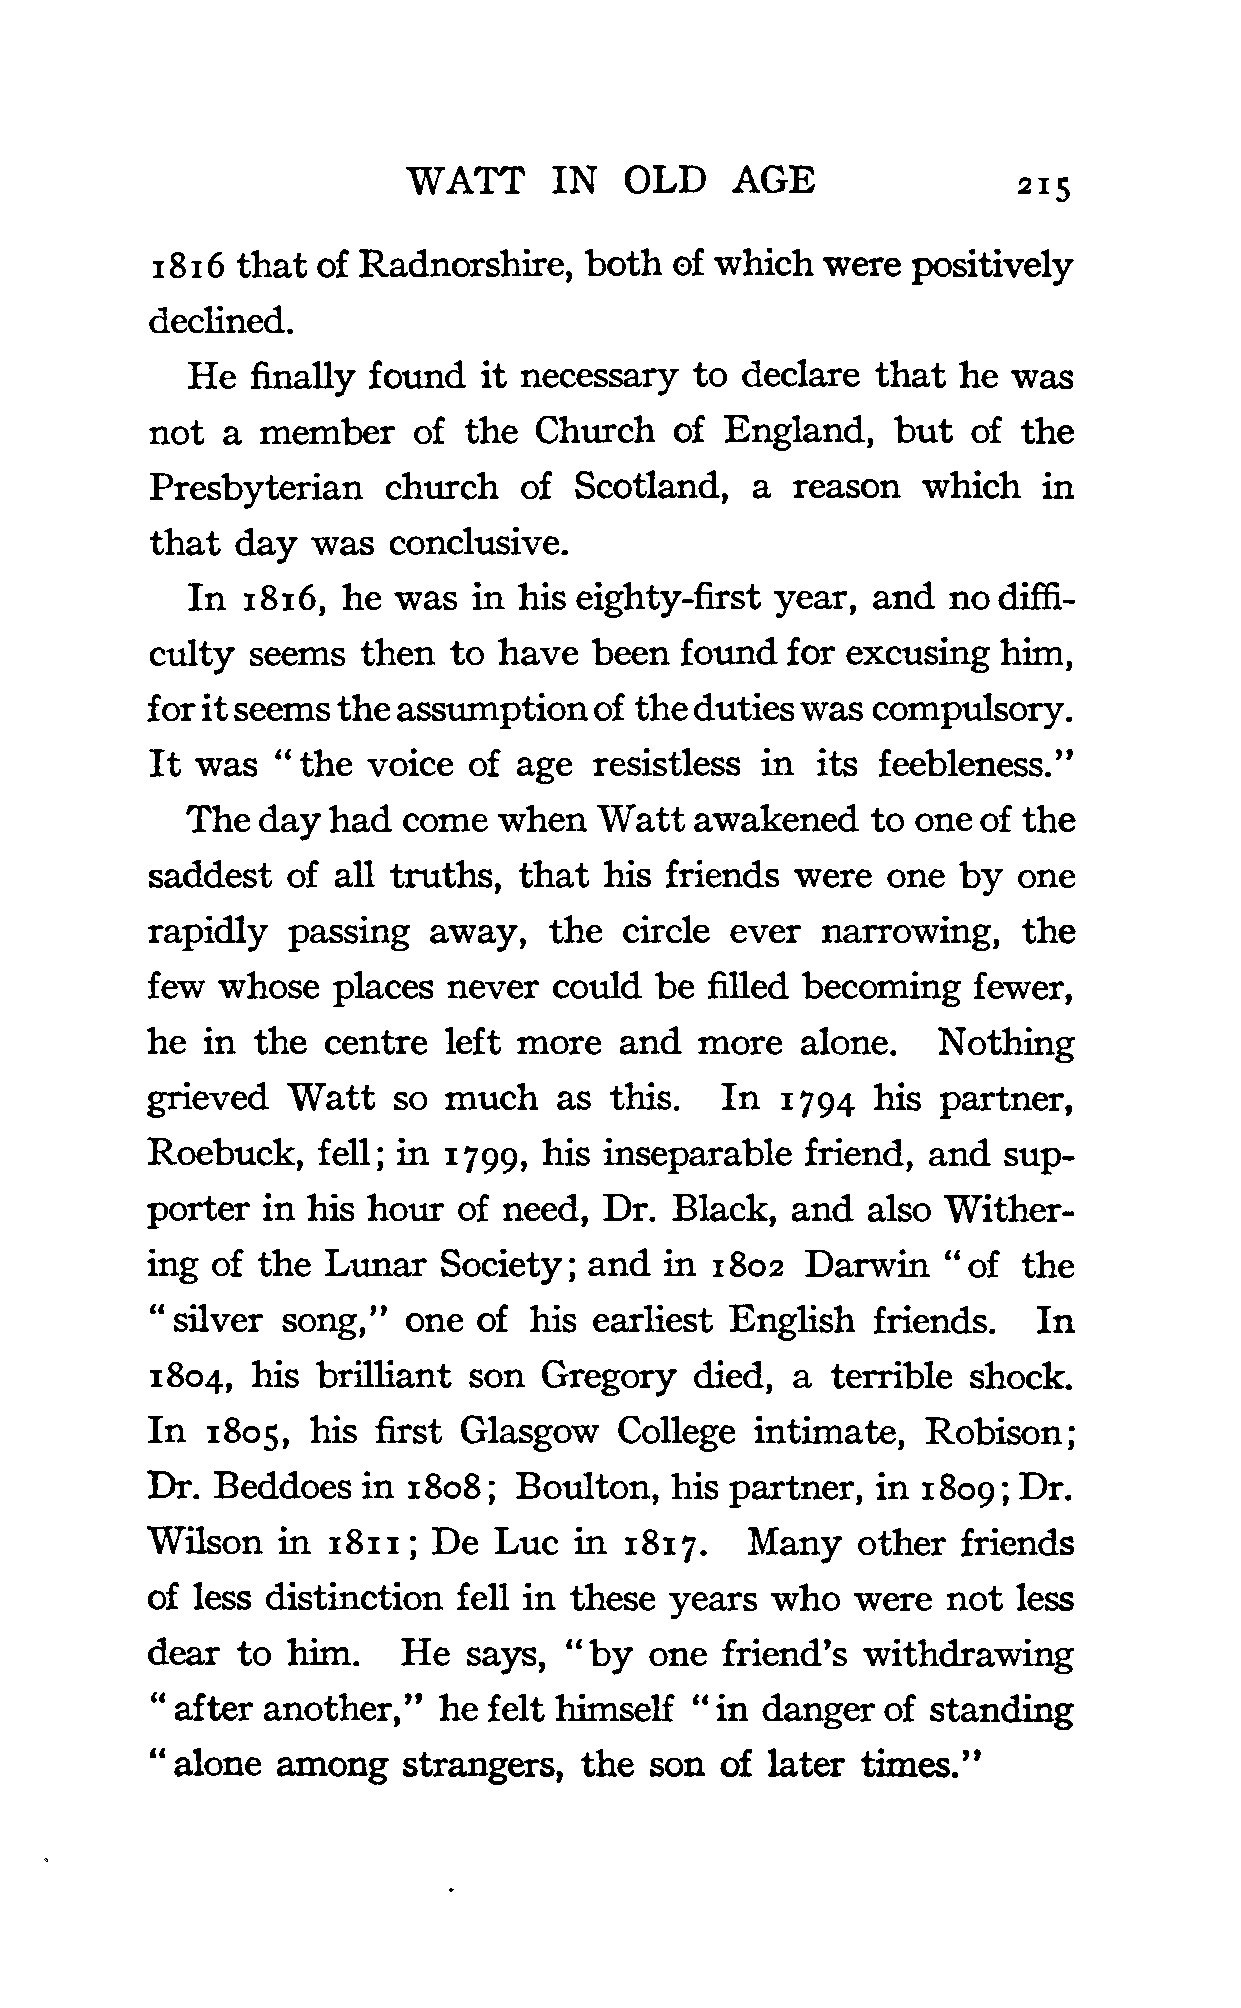 WATT IN OLD AGE 215
1816 that of Radnorshire, both of which were positively
declined.
He finally found it necessary to declare that he was
not a member of the Church of England, but of the
Presbyterian church of Scotland, a reason which in
that day was conclusive.
In 1816, he was in his eighty-first year, and no diffi-
culty seems then to have been found for excusing him,
for it seems the assumption of the duties was compulsory.
It was "the voice of age resistless in its feebleness."
The day had come when Watt awakened to one of the
saddest of all truths, that his friends were one by one
rapidly passing away, the circle ever narrowing, the
few whose places never could be filled becoming fewer,
he in the centre left more and more alone. Nothing
grieved Watt so much as this. In 1794 his partner,
Roebuck, fell; in 1799, his inseparable friend, and sup-
porter in his hour of need, Dr. Black, and also Wither-
ing of the Lunar Society; and in 1802 Darwin "of the
"silver song," one of his earliest English friends. In
1804, his brilliant son Gregory died, a terrible shock.
In 1805, his first Glasgow College intimate, Robison;
Dr. Beddoes in 1808; Boulton, his partner, in 1809; Dr.
Wilson in 1811; De Luc in 1817. Many other friends
of less distinction fell in these years who were not less
dear to him. He says, "by one friend's withdrawing
"after another," he felt himself "in danger of standing
"alone among strangers, the son of later times."